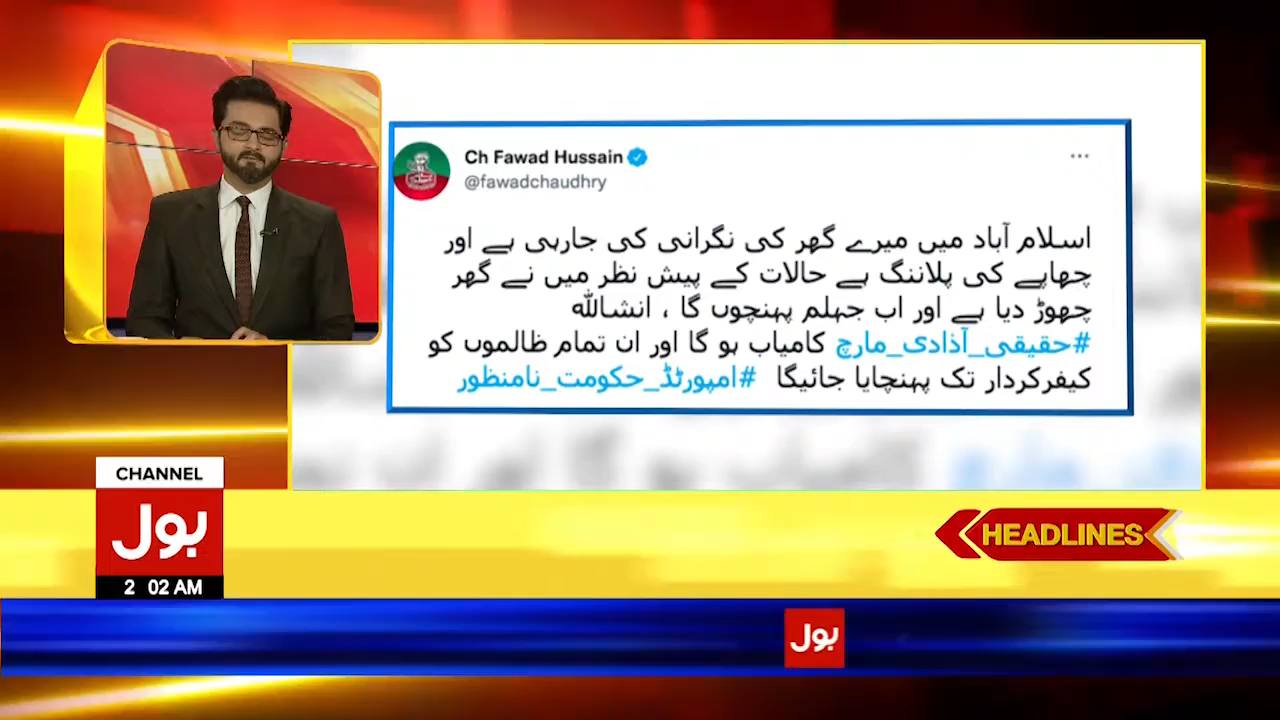 Ch Fawad Hussain
@fawadchaudhry
اسلام آباد میں میرے گھر کی نگرانی کی جارہی ہے اور
چھاپے کی پلاننگ ہے حالات کے پیش نظر میں نے گھر
چھوڑ دیا ہے اور اب جہلم پہنچوں گا ، انشاللہ
#حقیقی_آذادی_مارچ کامیاب ہو گا اور ان تمام ظالموں کو
کیفرکردار تک پہنچایا جائیگا #امپورٹڈ_حکومت_نامنظور
CHANNEL
بول
2 02 AM
HEADLINES
بول